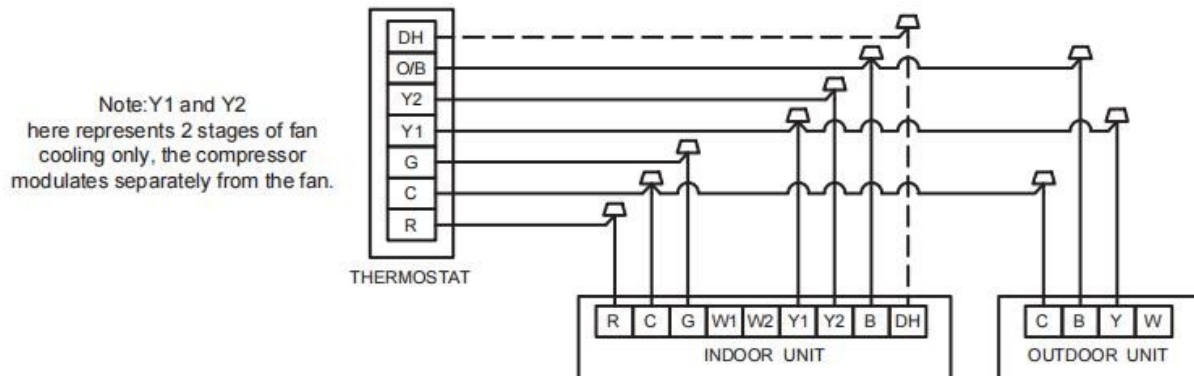 Note:Y1 and Y2
here represents 2 stages of fan
cooling only, the compressor
modulates separately from the fan.
DH
O/B
Y2
Y1
G
C
R
THERMOSTAT
R C G W1 W2 Y1 Y2 B DH
INDOOR UNIT
C B Y W
OUTDOOR UNIT